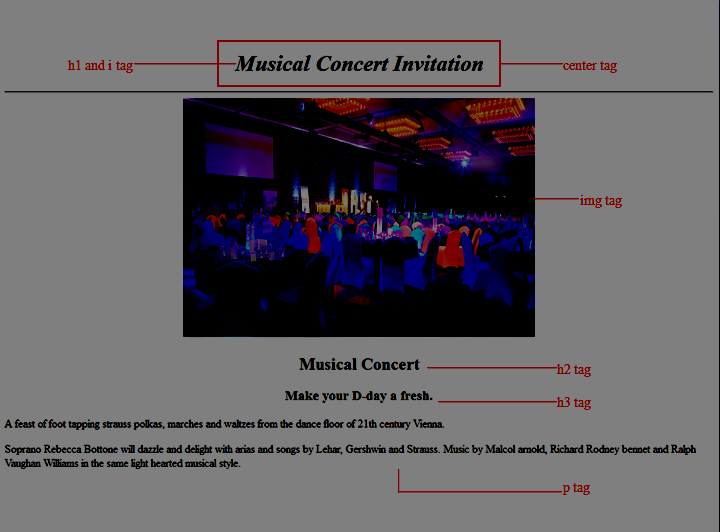 h1 and i tag Musical Concert Invitation center tag
img tag
Musical Concert
h2 tag
Make your D-day a fresh.
h3 tag
A feast of foot tapping strauss polkas, marches and waltzes from the dance floor of 21th century Vienna.
Soprano Rebecca Bottone will dazzle and delight with arias and songs by Lehar, Gershwin and Strauss. Music by Malcol arnold, Richard Rodney bennet and Ralph
Vaughan Williams in the same light hearted musical style.
p tag